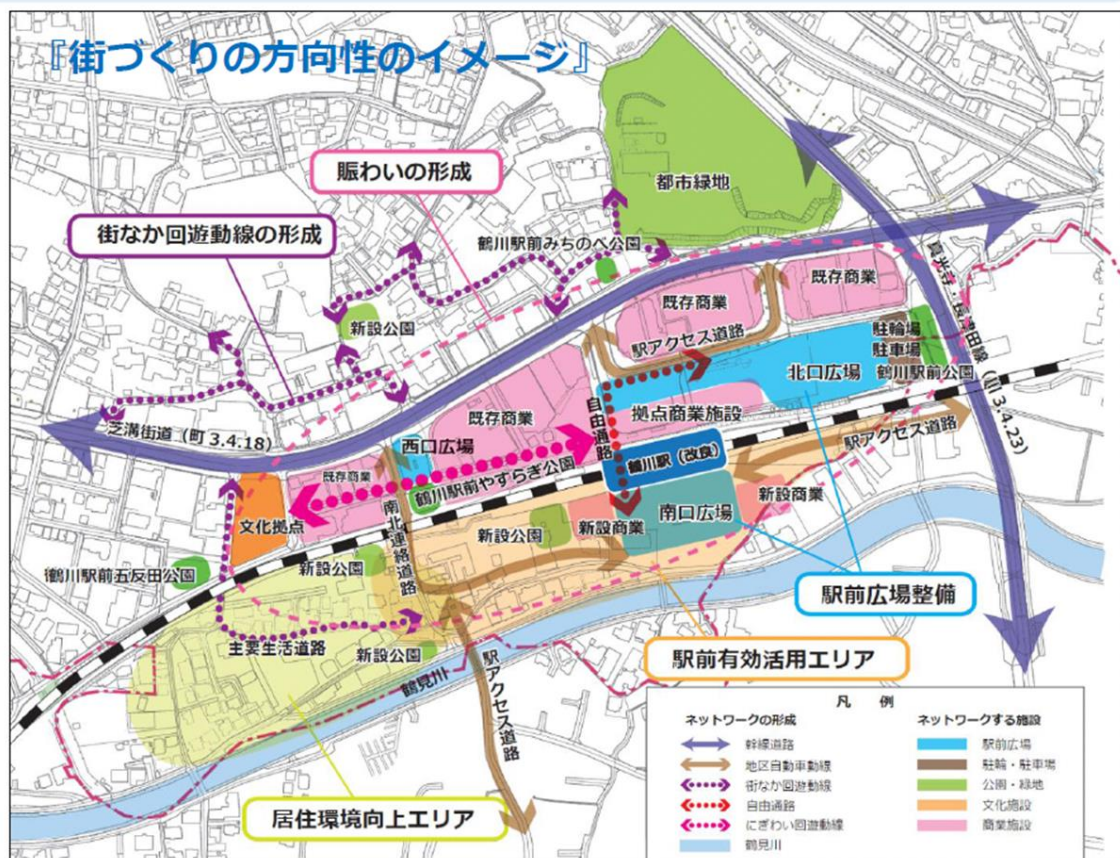 『街づくりの方向性のイメージ』
賑わいの形成
都市緑地
街なか回遊動線の形成
鶴川駅前みちのべ公園
既存商業
既存商業
新設公園
駅アクセス道路
駐輪場
駐車場
鶴川駅前公園
北口広場
既存商業
自由通路
拠点商業施設
芝溝街道（町 3.4.18）
西口広場
駅アクセス道路
既存商業
鶴川駅前やすらぎ公園
鶴川駅（改良）
文化拠点
南北連絡道路
新設公園
新設商業
南口広場
新設商業
鶴川駅前五反田公園
新設公園
駅前広場整備
主要生活道路
新設公園
鶴見川
駅アクセス道路
駅前有効活用エリア
居住環境向上エリア
凡 例
ネットワークの形成
幹線道路
地区自動車動線
街なか回遊動線
自由通路
にぎわい回遊動線
鶴見川
ネットワークする施設
駅前広場
駐輪・駐車場
公園・緑地
文化施設
商業施設